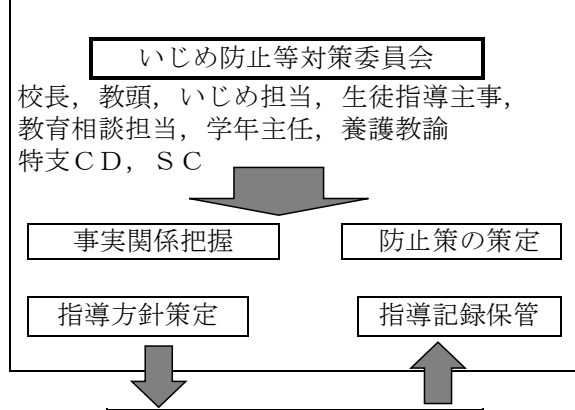 いじめ防止等対策委員会
校長，教頭，いじめ担当，生徒指導主事，
教育相談担当，学年主任，養護教諭
特支ＣＤ，ＳＣ
事実関係把握
防止策の策定
指導方針策定
指導記録保管